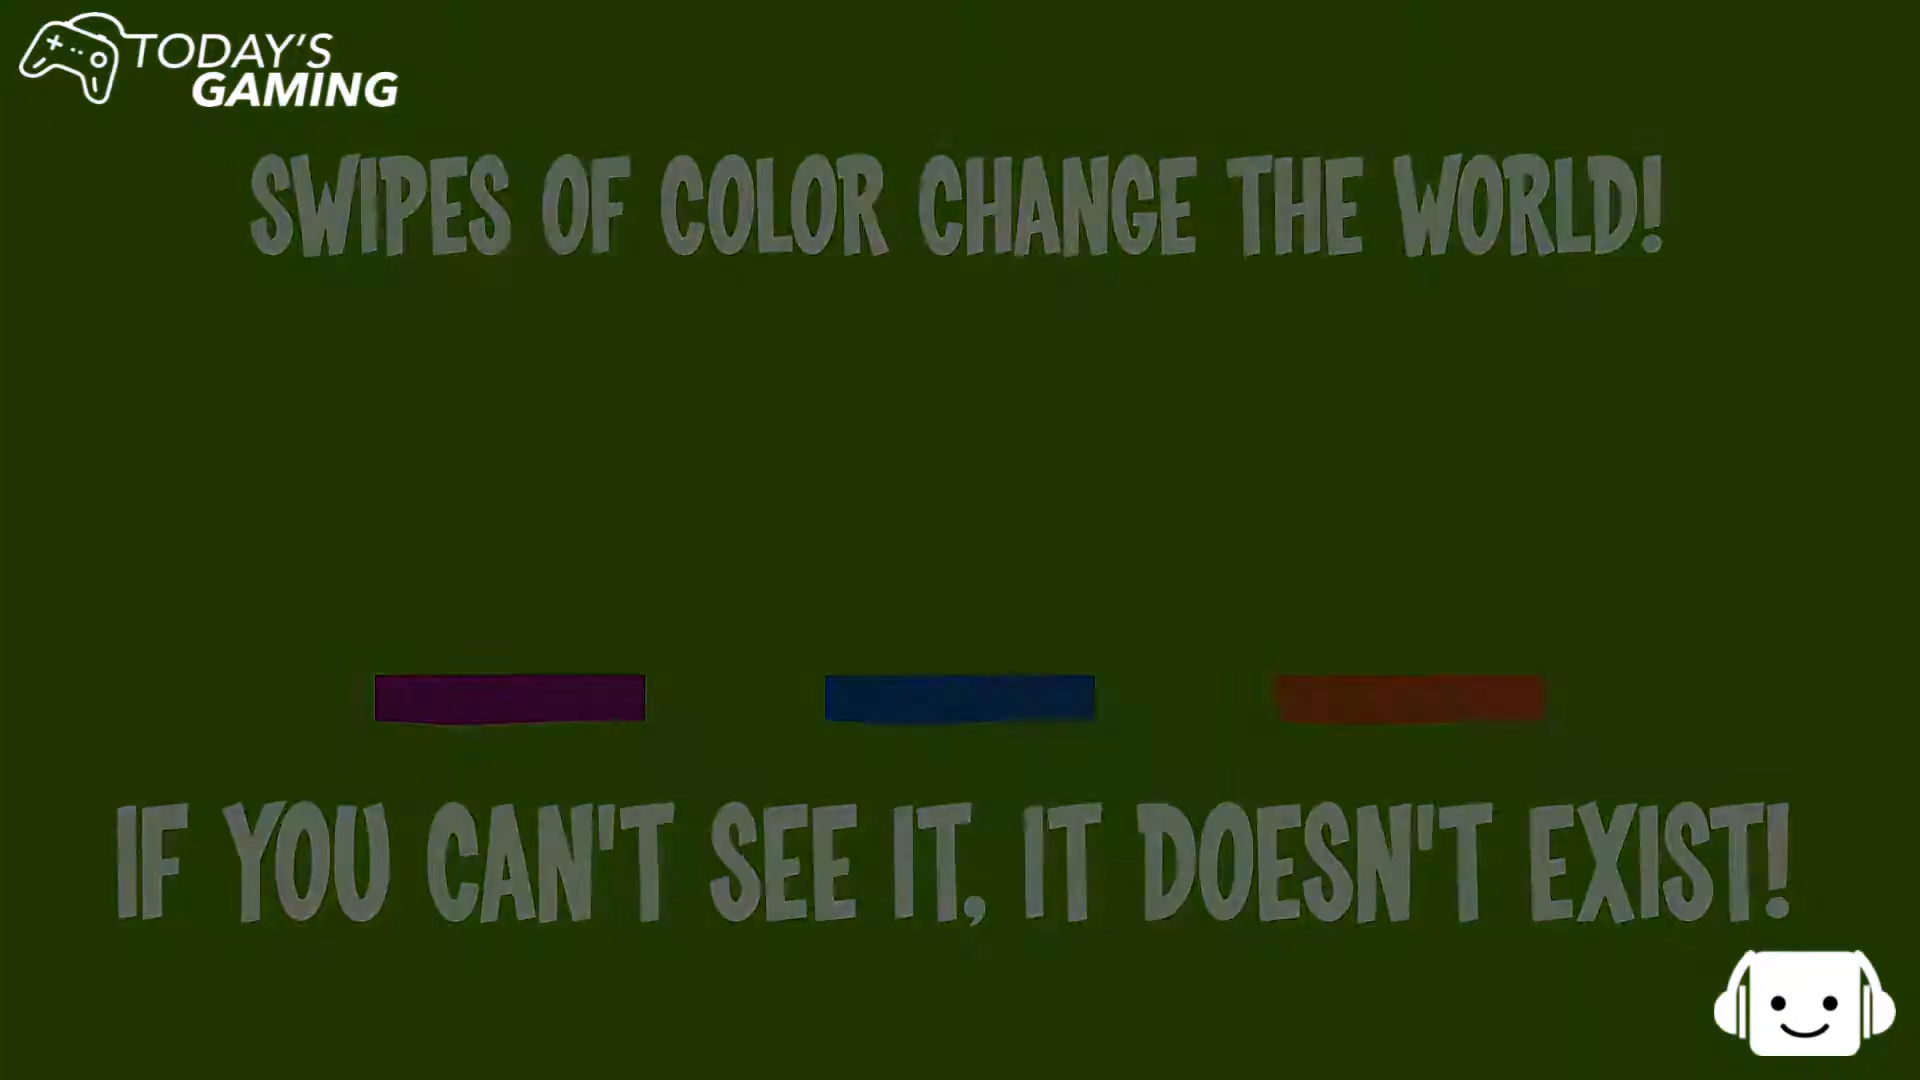 TODAY'S
GAMING
SWIPES OF COLOR CHANGE THE WORLD!
IF YOU CAN'T SEE IT, IT DOESN'T EXIST!